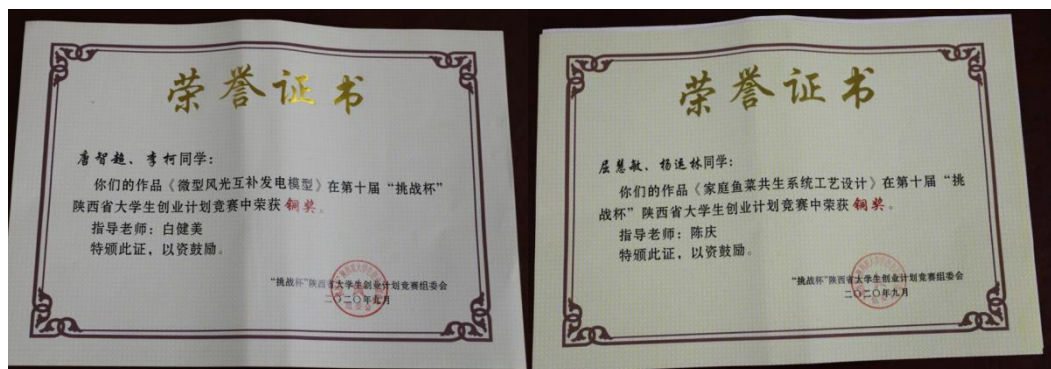 荣誉证书
唐智超、李柯同学：
你们的作品《微型风光互补发电模型》在第十届“挑战杯”
陕西省大学生创业计划竞赛中荣获铜奖。
指导老师：白健美
特颁此证，以资鼓励。
“挑战杯”陕西省大学生创业计划竞赛组委会
二〇二〇年九月
荣誉证书
屈慧敏、杨运林同学：
你们的作品《家庭鱼菜共生系统工艺设计》在第十届“挑
战杯”陕西省大学生创业计划竞赛中荣获铜奖。
指导老师：陈庆
特颁此证，以资鼓励。
“挑战杯”陕西省大学生创业计划竞赛组委会
二〇二〇年九月